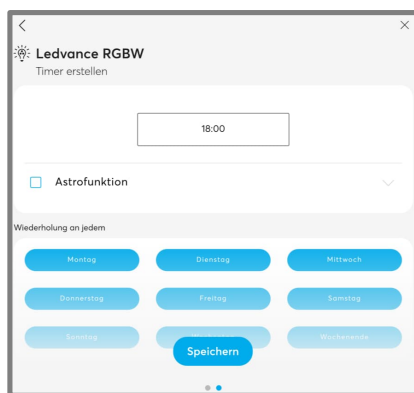 Ledvance RGBW
Timer erstellen
18:00
Astrofunktion
Wiederholung an jedem
Montag Dienstag Mittwoch
Donnerstag Freitag Samstag
Sonntag Wochenende
Speichern